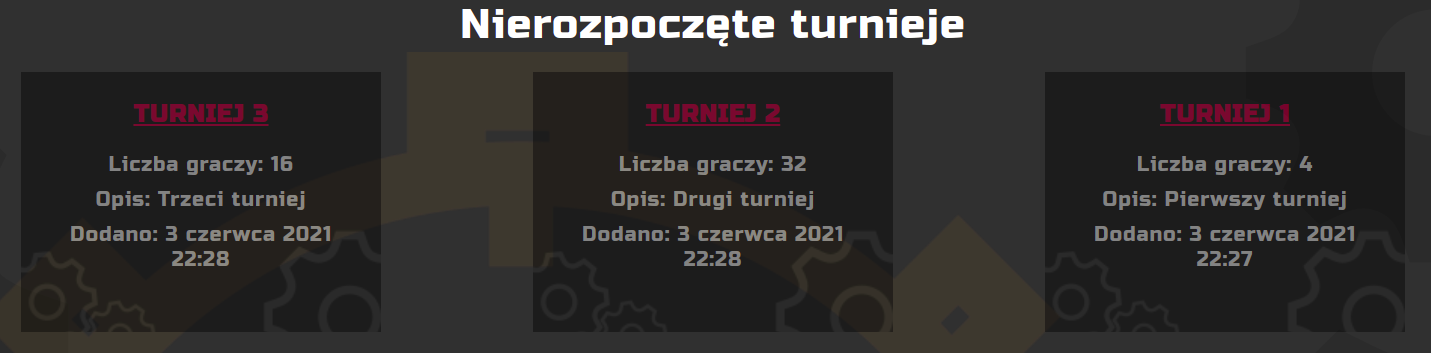 Nierozpoczęte turnieje
TURNIEJ 3
Liczba graczy: 16
Opis: Trzeci turniej
Dodano: 3 czerwca 2021
22:28
TURNIEJ 2
Liczba graczy: 32
Opis: Drugi turniej
Dodano: 3 czerwca 2021
22:28
TURNIEJ 1
Liczba graczy: 4
Opis: Pierwszy turniej
Dodano: 3 czerwca 2021
22:27